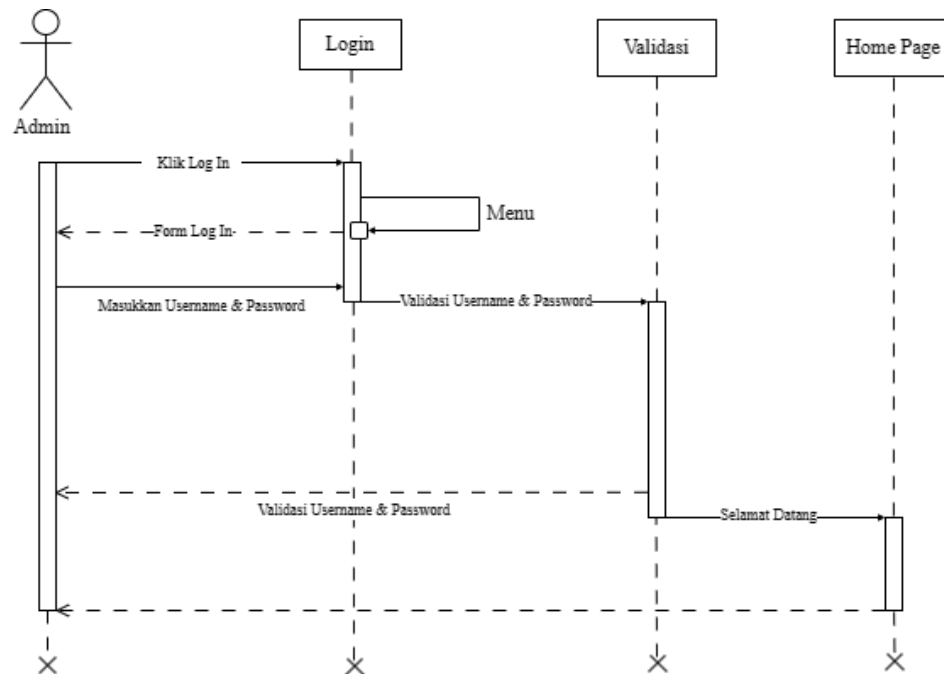 Login
Validasi
Home Page
Admin
Klik Log In
Menu
Form Log In
Masukkan Username & Password
Validasi Username & Password
Validasi Username & Password
Selamat Datang